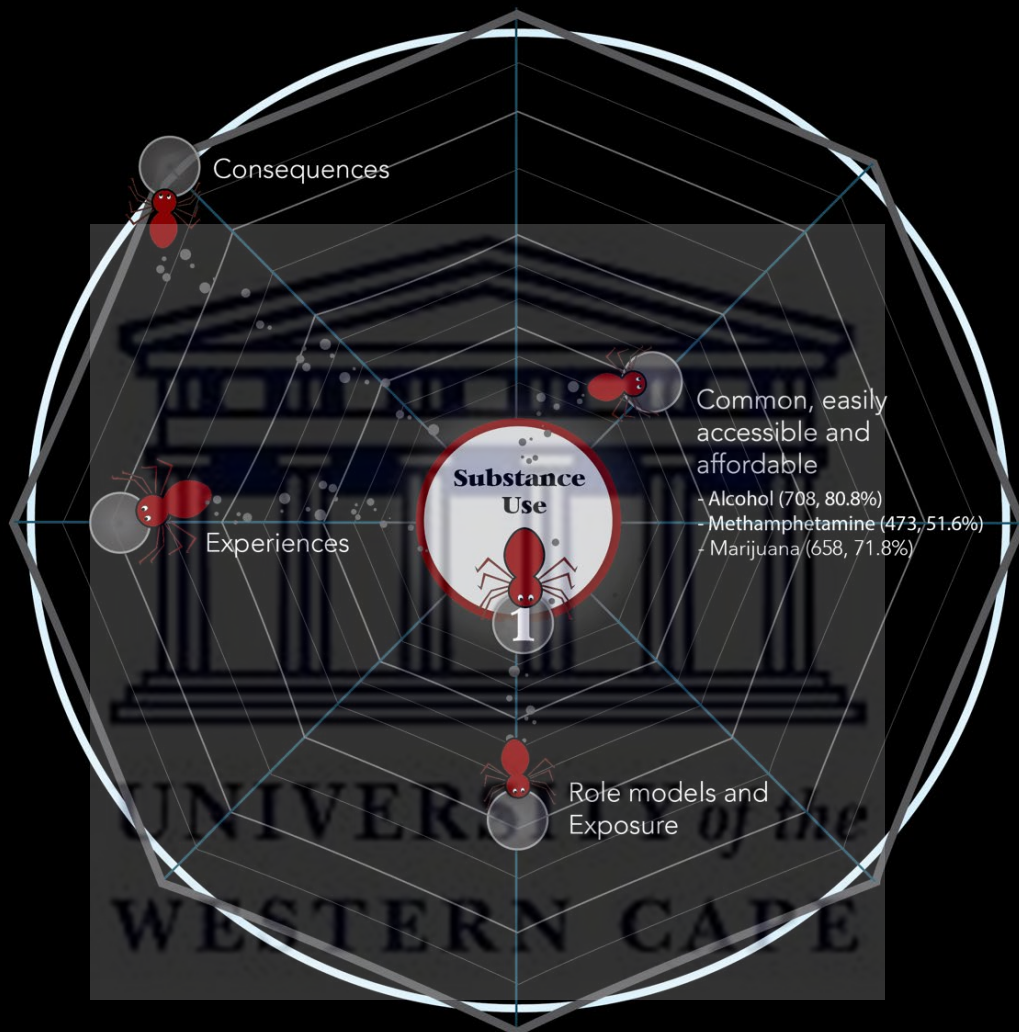 Consequences
Common, easily
accessible and
affordable
- Alcohol (708, 80.8%)
- Methamphetamine (473, 51.6%)
- Marijuana (658, 71.8%)
Substance
Use
Experiences
1
Role models and
Exposure
UNIVERSITY of the
WESTERN CAPE